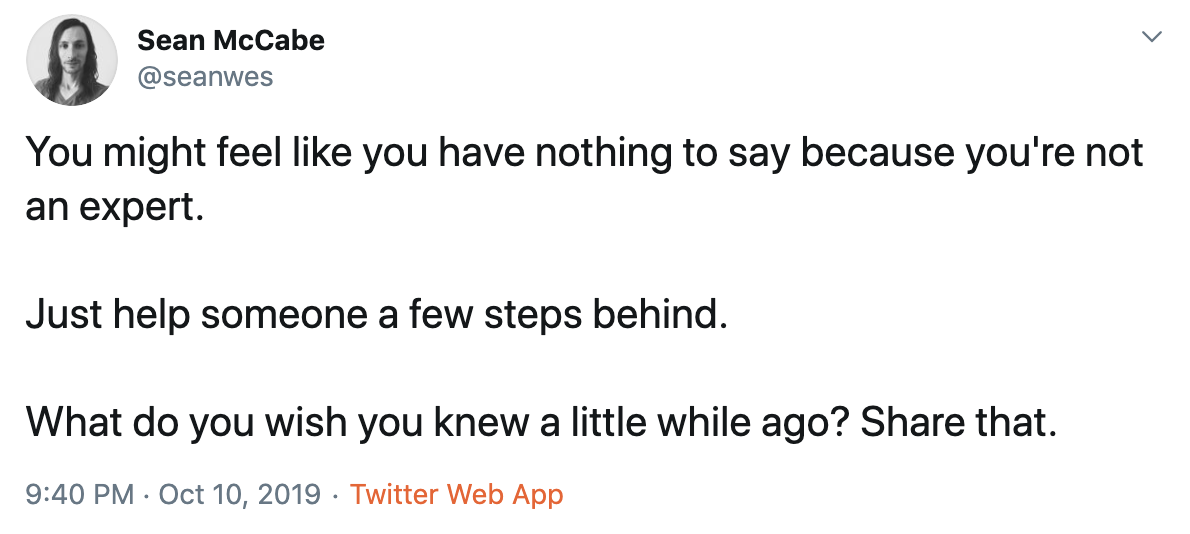 Sean McCabe
@seanwes
You might feel like you have nothing to say because you're not
an expert.
Just help someone a few steps behind.
What do you wish you knew a little while ago? Share that.
9:40 PM · Oct 10, 2019 · Twitter Web App